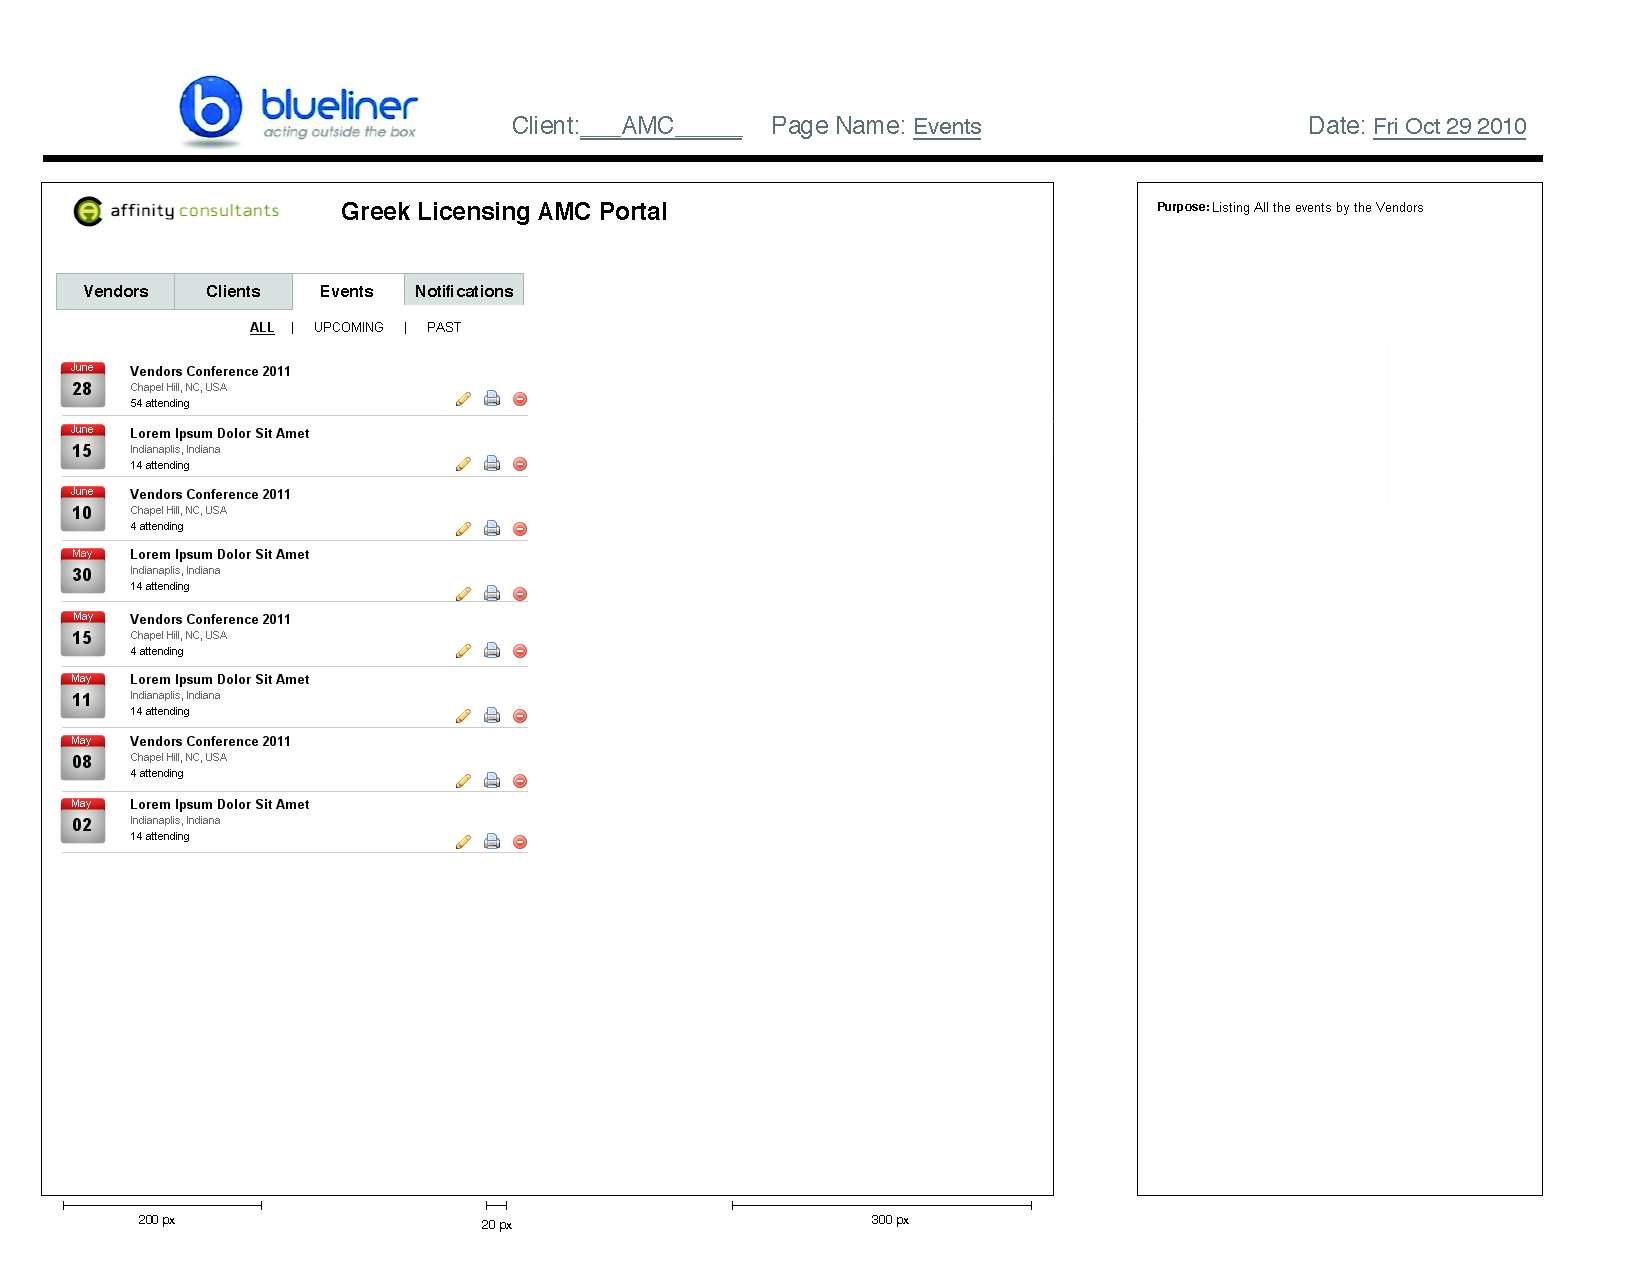 blueliner
acting outside the box
Client:___AMC_____ Page Name: Events Date: Fri Oct 29 2010
affinity consultants Greek Licensing AMC Portal
Purpose: Listing All the events by the Vendors
Vendors Clients Events Notifications
ALL | UPCOMING | PAST
June
28
Vendors Conference 2011
Chapel Hill, NC, USA
54 attending
June
15
Lorem Ipsum Dolor Sit Amet
Indianaplis, Indiana
14 attending
June
10
Vendors Conference 2011
Chapel Hill, NC, USA
4 attending
May
30
Lorem Ipsum Dolor Sit Amet
Indianaplis, Indiana
14 attending
May
15
Vendors Conference 2011
Chapel Hill, NC, USA
4 attending
May
11
Lorem Ipsum Dolor Sit Amet
Indianaplis, Indiana
14 attending
May
08
Vendors Conference 2011
Chapel Hill, NC, USA
4 attending
May
02
Lorem Ipsum Dolor Sit Amet
Indianaplis, Indiana
14 attending
200 px 20 px 300 px